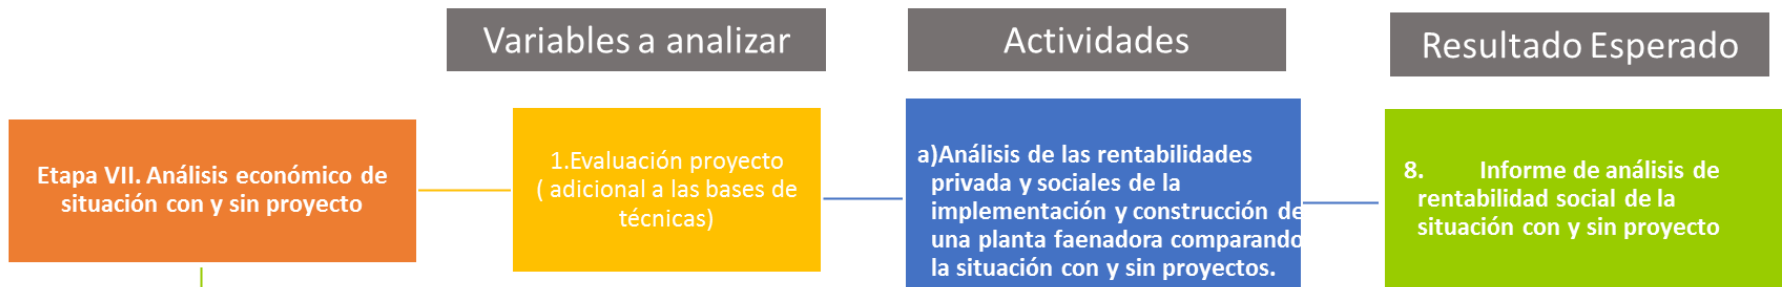 Variables a analizar
Actividades
Resultado Esperado
Etapa VII. Análisis económico de
situación con y sin proyecto
1.Evaluación proyecto
( adicional a las bases de
técnicas)
a)Análisis de las rentabilidades
privada y sociales de la
implementación y construcción de
una planta faenadora comparando
la situación con y sin proyectos.
8. Informe de análisis de
rentabilidad social de la
situación con y sin proyecto